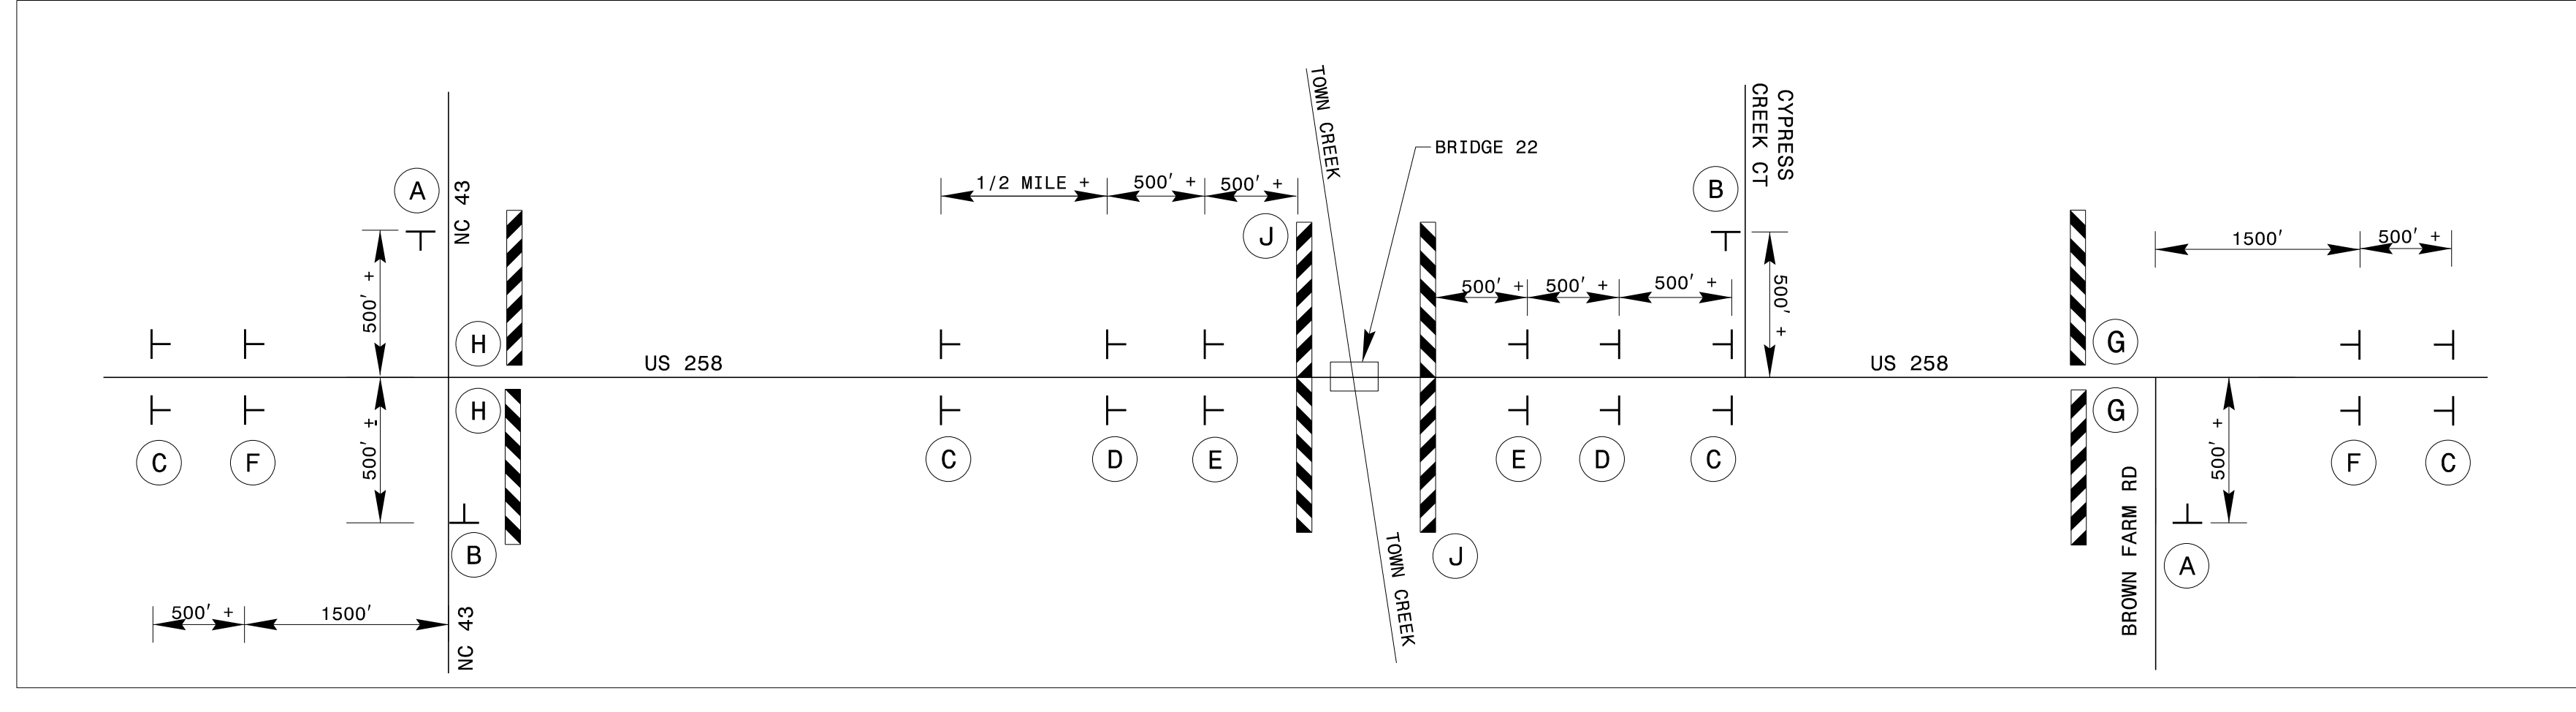 TOWN CREEK
CYPRESS
CREEK CT
BRIDGE 22
A
NC 43
1/2 MILE +
500' +
500' +
B
J
500' +
1500'
500' +
500' +
500' +
500' +
500' +
H
US 258
US 258
G
H
G
500' ±
500' +
C
F
C
D
E
E
D
C
F
C
B
J
A
TOWN CREEK
BROWN FARM RD
500' +
1500'
NC 43